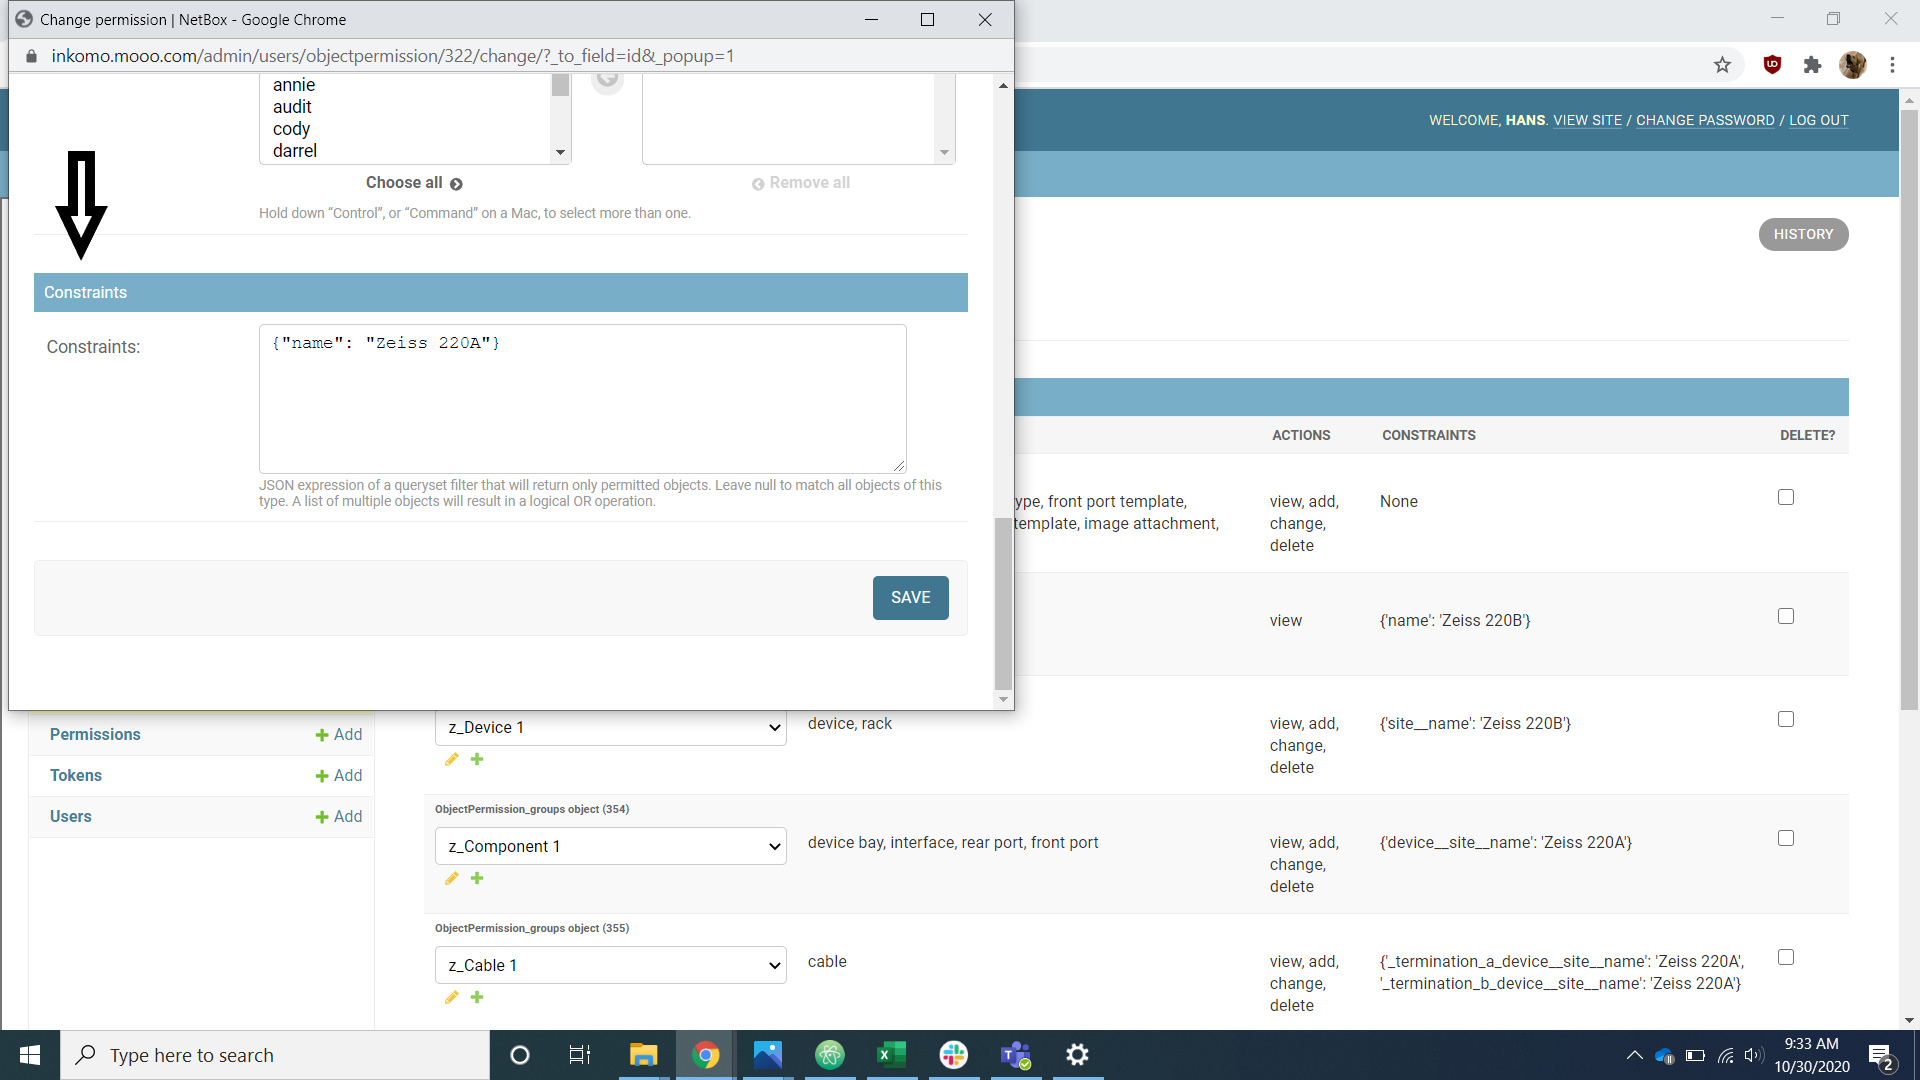 Change permission | NetBox - Google Chrome
inkomo.mooo.com/admin/users/objectpermission/322/change/?_to_field=id&_popup=1
annie
audit
cody
darrel
Choose all
Remove all
Hold down “Control”, or “Command” on a Mac, to select more than one.
Constraints
Constraints:
{"name": "Zeiss 220A"}
JSON expression of a queryset filter that will return only permitted objects. Leave null to match all objects of this
type. A list of multiple objects will result in a logical OR operation.
SAVE
WELCOME, HANS. VIEW SITE / CHANGE PASSWORD / LOG OUT
HISTORY
ACTIONS CONSTRAINTS DELETE?
ype, front port template,
template, image attachment,
view, add,
change,
delete
None
view
{'name': 'Zeiss 220B'}
Permissions Add
Tokens Add
Users Add
z_Device 1
device, rack
view, add,
change,
delete
{'site__name': 'Zeiss 220B'}
ObjectPermission_groups object (354)
z_Component 1
device bay, interface, rear port, front port
view, add,
change,
delete
{'device__site__name': 'Zeiss 220A'}
ObjectPermission_groups object (355)
z_Cable 1
cable
view, add,
change,
delete
{'_termination_a_device__site__name': 'Zeiss 220A',
'_termination_b_device__site__name': 'Zeiss 220A'}
Type here to search
9:33 AM
10/30/2020
2